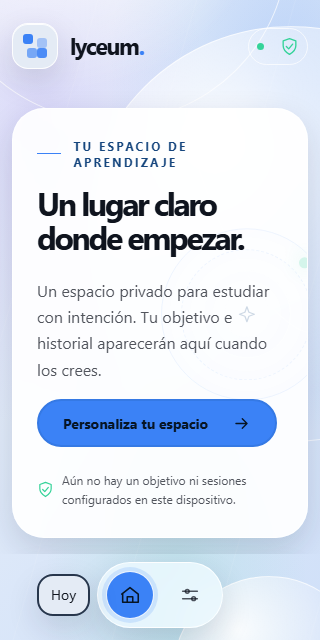 lyceum.
TU ESPACIO DE
APRENDIZAJE
Un lugar claro
donde empezar.
Un espacio privado para estudiar
con intención. Tu objetivo e
historial aparecerán aquí cuando
los crees.
Personaliza tu espacio
Aún no hay un objetivo ni sesiones
configurados en este dispositivo.
Hoy